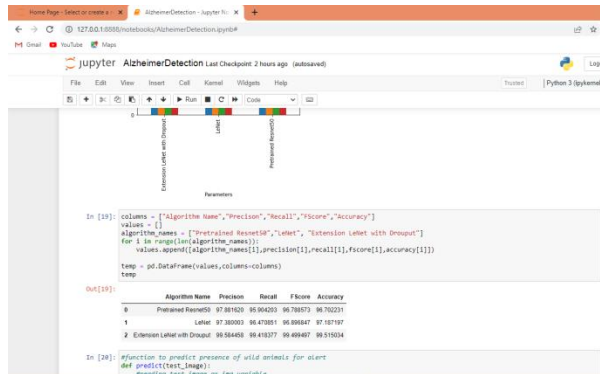 Home Page - Select or create a
AlzheimerDetection - Jupyter No
127.0.0.1:8888/notebooks/AlzheimerDetection.ipynb#
Gmail YouTube Maps
jupyter AlzheimerDetection Last Checkpoint 2 hours ago (autosaved)
File Edit View Insert Cell Kernel Widgets Help
Trusted
Python 3 (ipykernel
Run
Code
0
Extension LeNet with Dropout
LeNet
Pretrained Resnet50
Parameters
In [19]: columns = ["Algorithm Name","Precison","Recall","FScore","Accuracy"]
values = []
algorithm_names = ["Pretrained Resnet50","LeNet", "Extension LeNet with Drouput"]
for i in range(len(algorithm_names)):
values.append([algorithm_names[i],precision[i],recall[i],fscore[i],accuracy[i]])
temp = pd.DataFrame(values,columns=columns)
temp
Out[19]:
Algorithm Name Precison Recall FScore Accuracy
0 Pretrained Resnet50 97.881620 95.904203 96.788573 96.702231
1 LeNet 97.380003 96.470851 96.896847 97.187197
2 Extension LeNet with Drouput 99.584458 99.418377 99.499497 99.515034
In [20]: #function to predict presence of wild animals for alert
def predict(test_image):